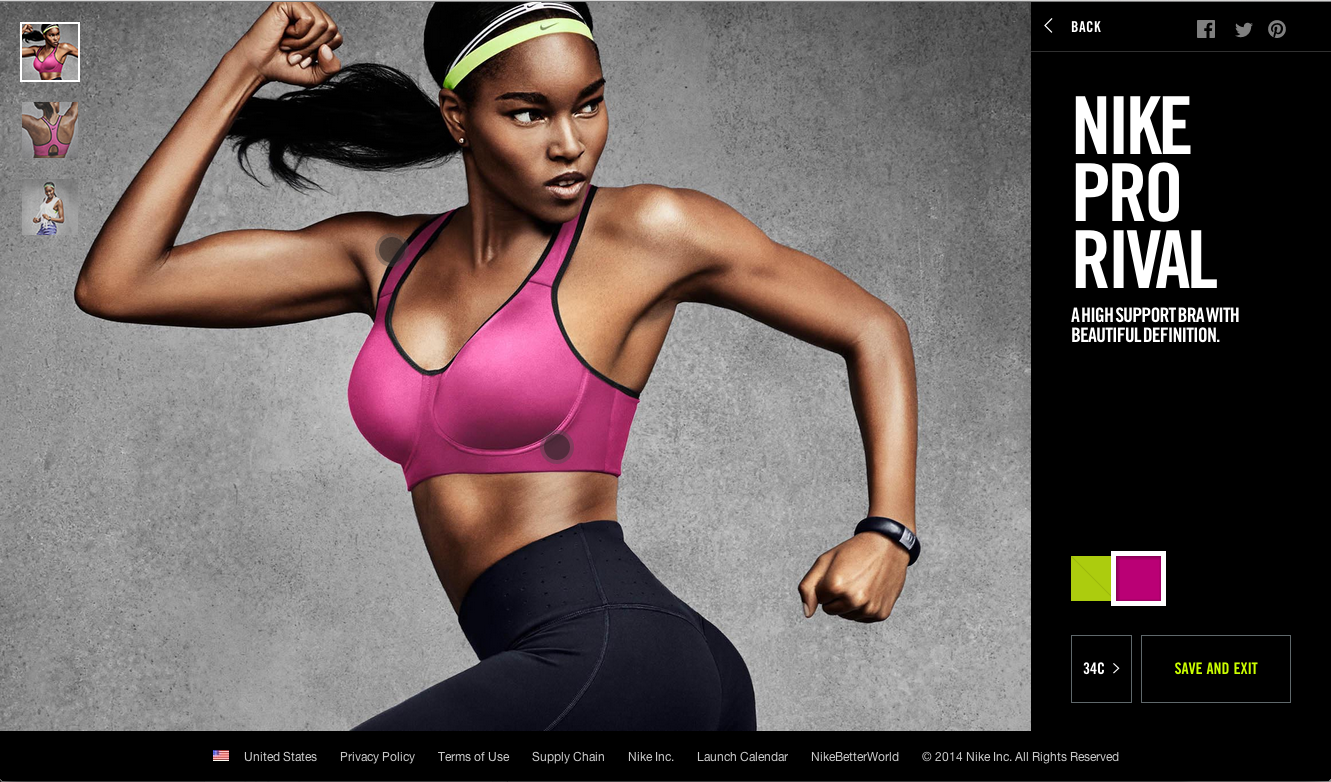 BACK
NIKE
PRO
RIVAL
A HIGH SUPPORT BRA WITH
BEAUTIFUL DEFINITION.
34C
SAVE AND EXIT
United States Privacy Policy Terms of Use Supply Chain Nike Inc. Launch Calendar NikeBetterWorld © 2014 Nike Inc. All Rights Reserved